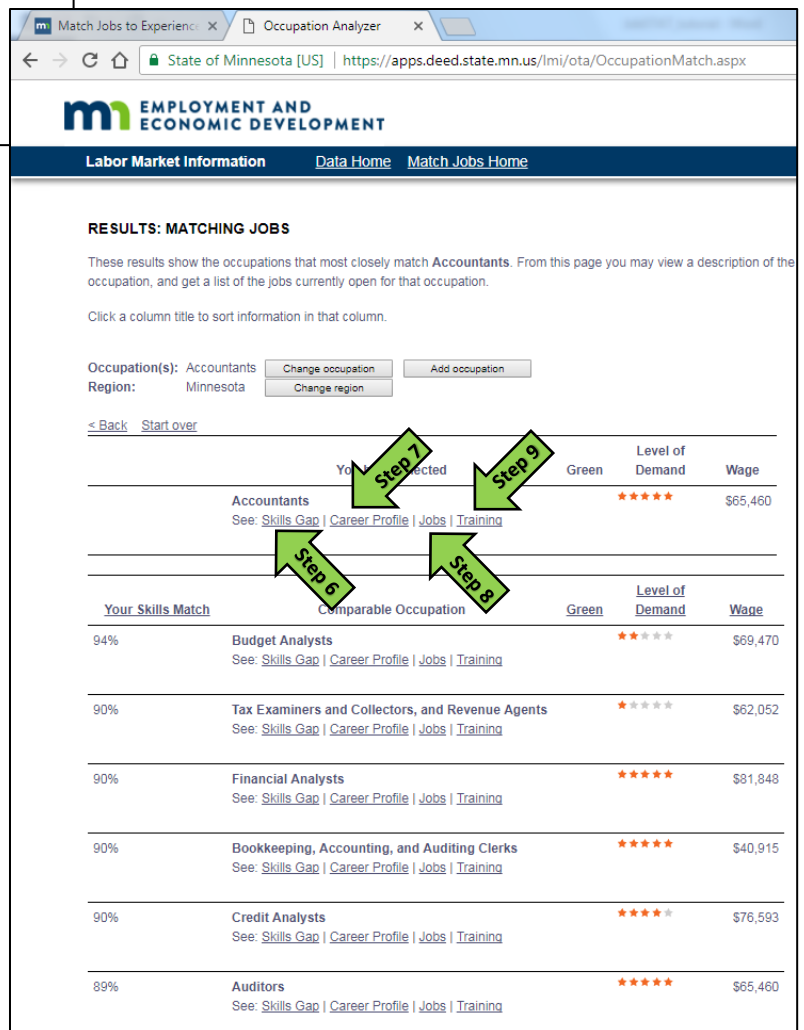 Match Jobs to Experience
Occupation Analyzer
State of Minnesota [US] | https://apps.deed.state.mn.us/lmi/ota/OccupationMatch.aspx
mn EMPLOYMENT AND
ECONOMIC DEVELOPMENT
Labor Market Information Data Home Match Jobs Home
RESULTS: MATCHING JOBS
These results show the occupations that most closely match Accountants. From this page you may view a description of the
occupation, and get a list of the jobs currently open for that occupation.
Click a column title to sort information in that column.
Occupation(s): Accountants Change occupation Add occupation
Region: Minnesota Change region
< Back Start over
Step 7
Step 9
Green Level of Demand Wage
Accountants $65,460
See: Skills Gap | Career Profile | Jobs | Training
Step 6
Step 8
Your Skills Match Comparable Occupation Green Level of Demand Wage
94% Budget Analysts $69,470
See: Skills Gap | Career Profile | Jobs | Training
90% Tax Examiners and Collectors, and Revenue Agents $62,052
See: Skills Gap | Career Profile | Jobs | Training
90% Financial Analysts $81,848
See: Skills Gap | Career Profile | Jobs | Training
90% Bookkeeping, Accounting, and Auditing Clerks $40,915
See: Skills Gap | Career Profile | Jobs | Training
90% Credit Analysts $76,593
See: Skills Gap | Career Profile | Jobs | Training
89% Auditors $65,460
See: Skills Gap | Career Profile | Jobs | Training